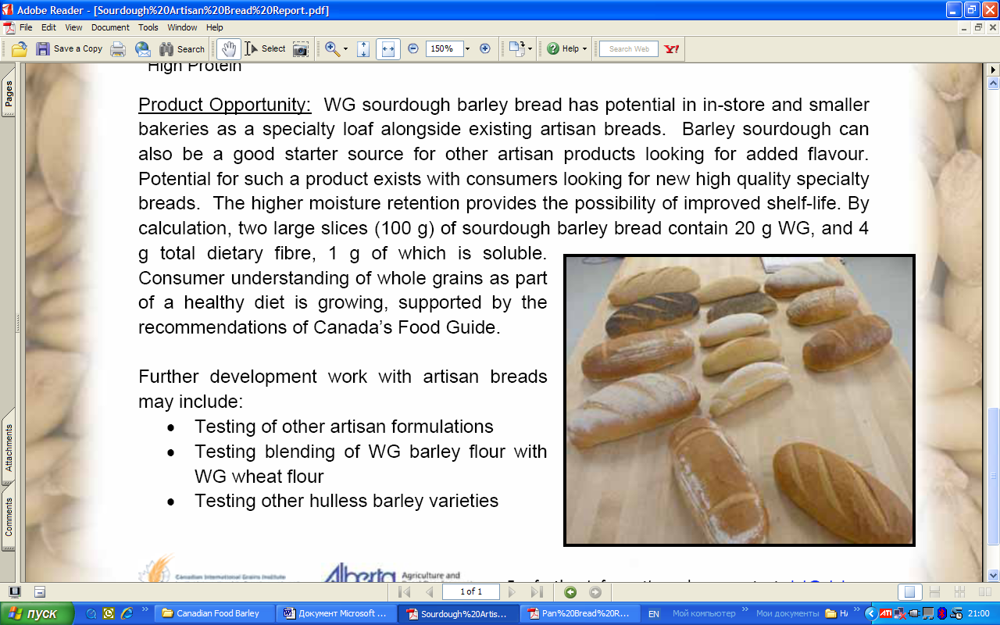 Adobe Reader - [Sourdough%20Artisan%20Bread%20Report.pdf]
File Edit View Document Tools Window Help
Save a Copy Search Select 150% Help Search Web Y!
High Protein
Product Opportunity: WG sourdough barley bread has potential in in-store and smaller
bakeries as a specialty loaf alongside existing artisan breads. Barley sourdough can
also be a good starter source for other artisan products looking for added flavour.
Potential for such a product exists with consumers looking for new high quality specialty
breads. The higher moisture retention provides the possibility of improved shelf-life. By
calculation, two large slices (100 g) of sourdough barley bread contain 20 g WG, and 4
g total dietary fibre, 1 g of which is soluble.
Consumer understanding of whole grains as part
of a healthy diet is growing, supported by the
recommendations of Canada's Food Guide.
Further development work with artisan breads
may include:
• Testing of other artisan formulations
• Testing blending of WG barley flour with
WG wheat flour
• Testing other hulless barley varieties
Canadian International Grains Institute
Alberta Agriculture and
Pages
Attachments
Comments
1 of 1
пуск Canadian Food Barley Документ Microsoft ... Sourdough%20Artis... Pan%20Bread%20R... EN Мой компьютер Мои документы ATI 21:00